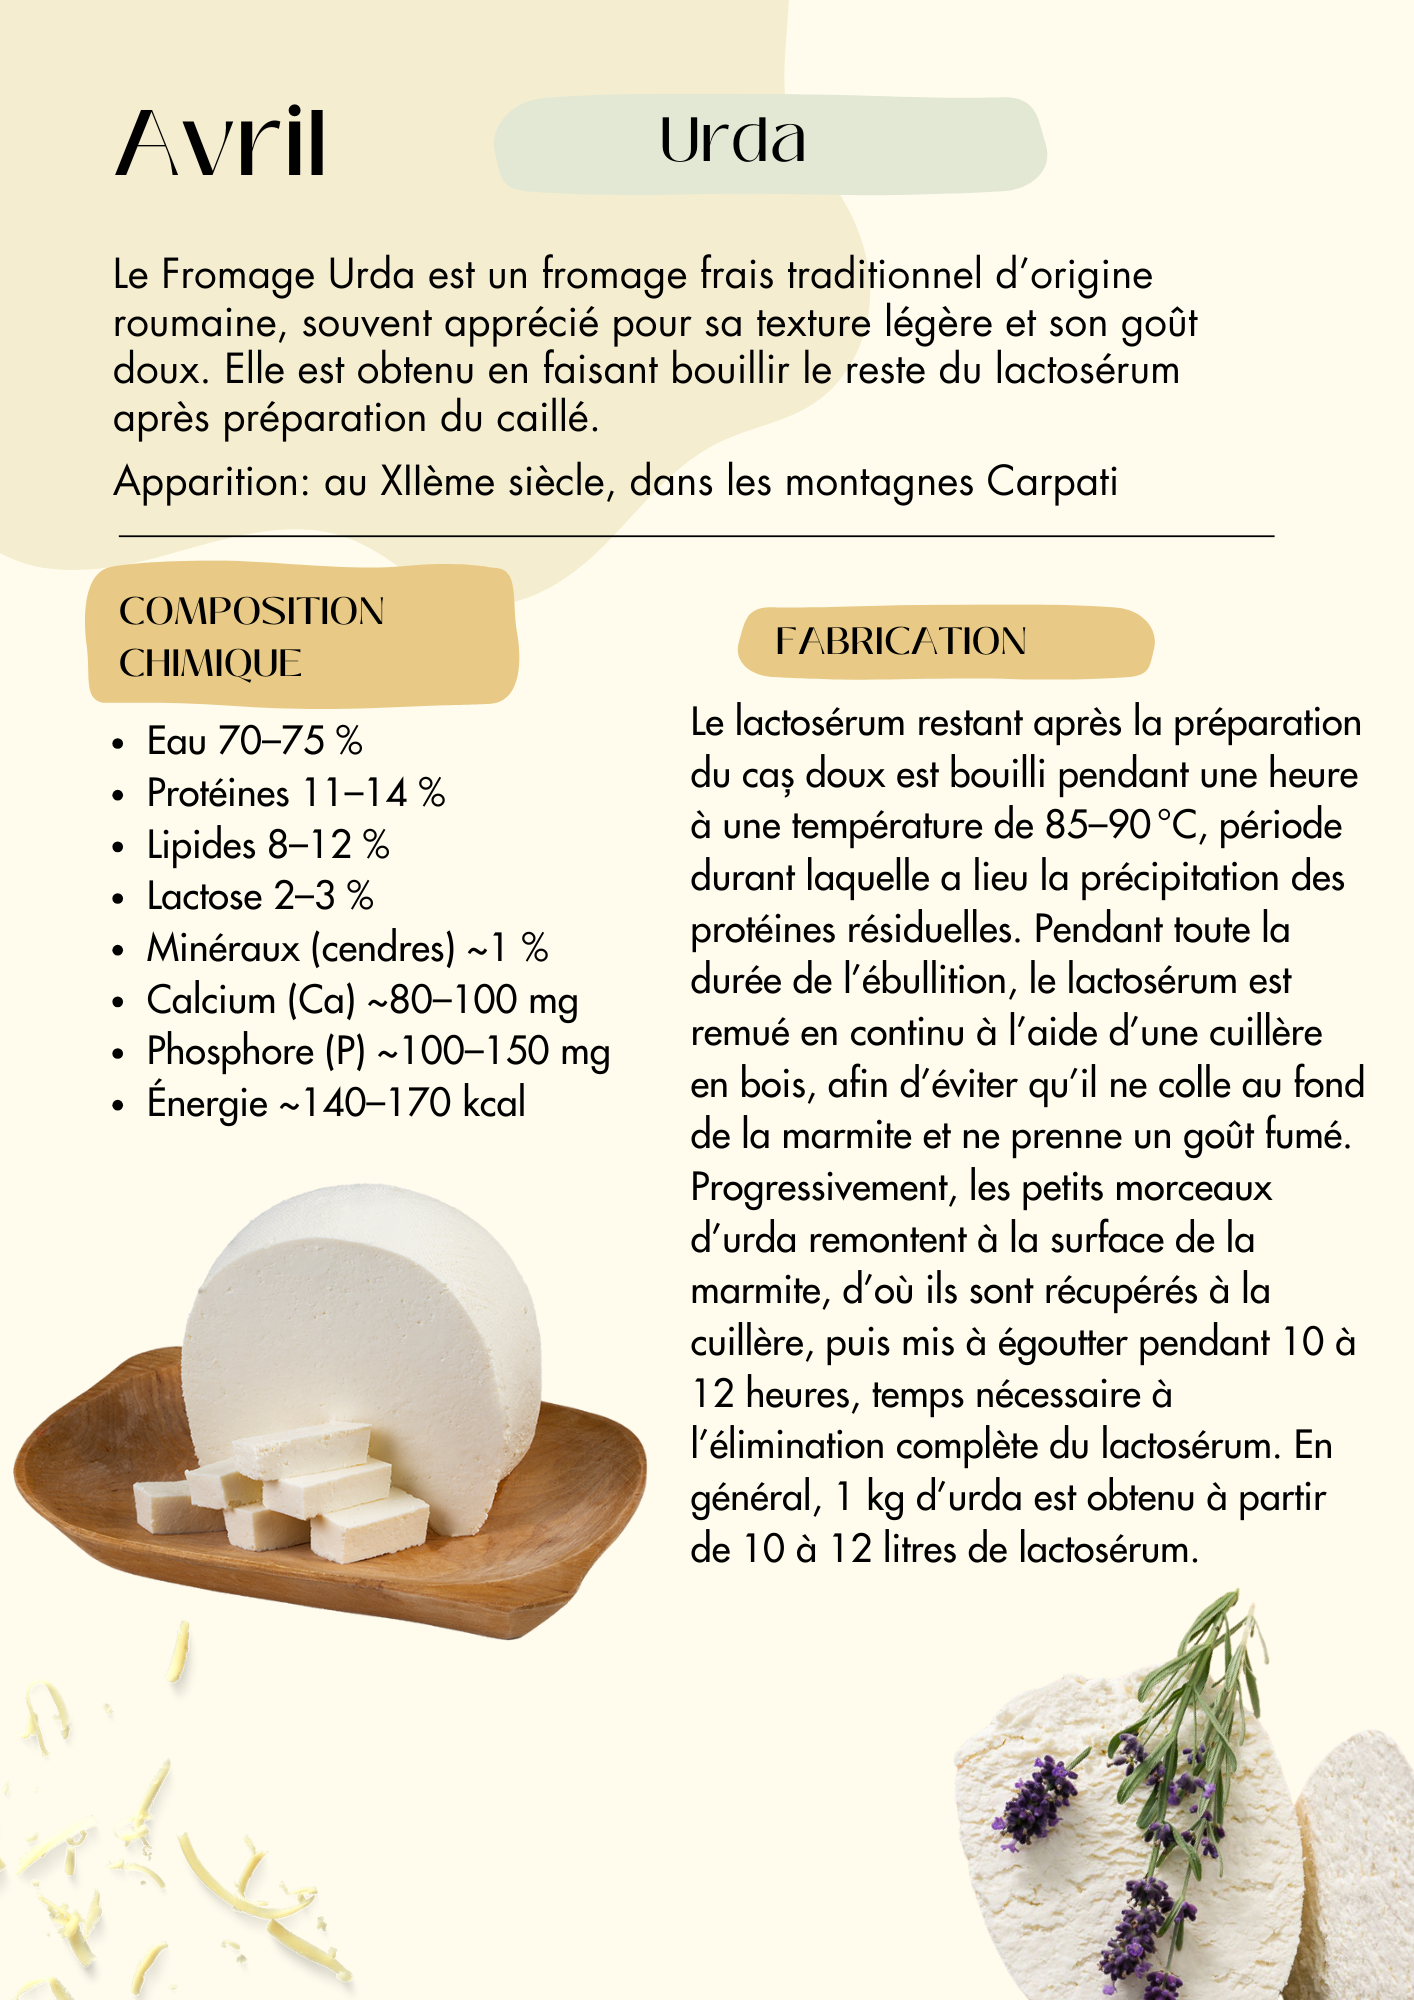 Avril
Urda
Le Fromage Urda est un fromage frais traditionnel d’origine
roumaine, souvent apprécié pour sa texture légère et son goût
doux. Elle est obtenu en faisant bouillir le reste du lactosérum
après préparation du caillé.
Apparition: au XIIème siècle, dans les montagnes Carpati
COMPOSITION
CHIMIQUE
• Eau 70–75 %
• Protéines 11–14 %
• Lipides 8–12 %
• Lactose 2–3 %
• Minéraux (cendres) ~1 %
• Calcium (Ca) ~80–100 mg
• Phosphore (P) ~100–150 mg
• Énergie ~140–170 kcal
FABRICATION
Le lactosérum restant après la préparation
du caș doux est bouilli pendant une heure
à une température de 85–90 °C, période
durant laquelle a lieu la précipitation des
protéines résiduelles. Pendant toute la
durée de l’ébullition, le lactosérum est
remué en continu à l’aide d’une cuillère
en bois, afin d’éviter qu’il ne colle au fond
de la marmite et ne prenne un goût fumé.
Progressivement, les petits morceaux
d’urda remontent à la surface de la
marmite, d’où ils sont récupérés à la
cuillère, puis mis à égoutter pendant 10 à
12 heures, temps nécessaire à
l’élimination complète du lactosérum. En
général, 1 kg d’urda est obtenu à partir
de 10 à 12 litres de lactosérum.